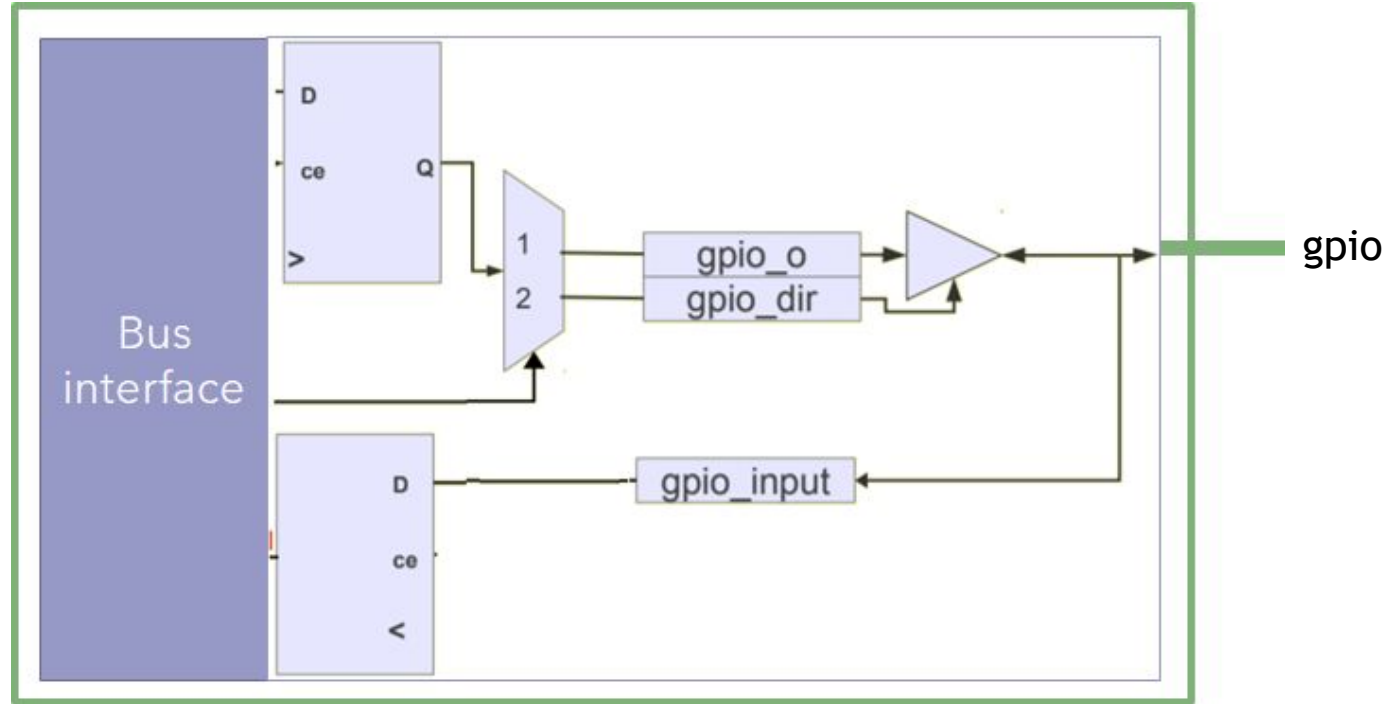 Bus
interface
D
ce
Q
>
1
2
gpio_o
gpio_dir
gpio
D
gpio_input
ce
<